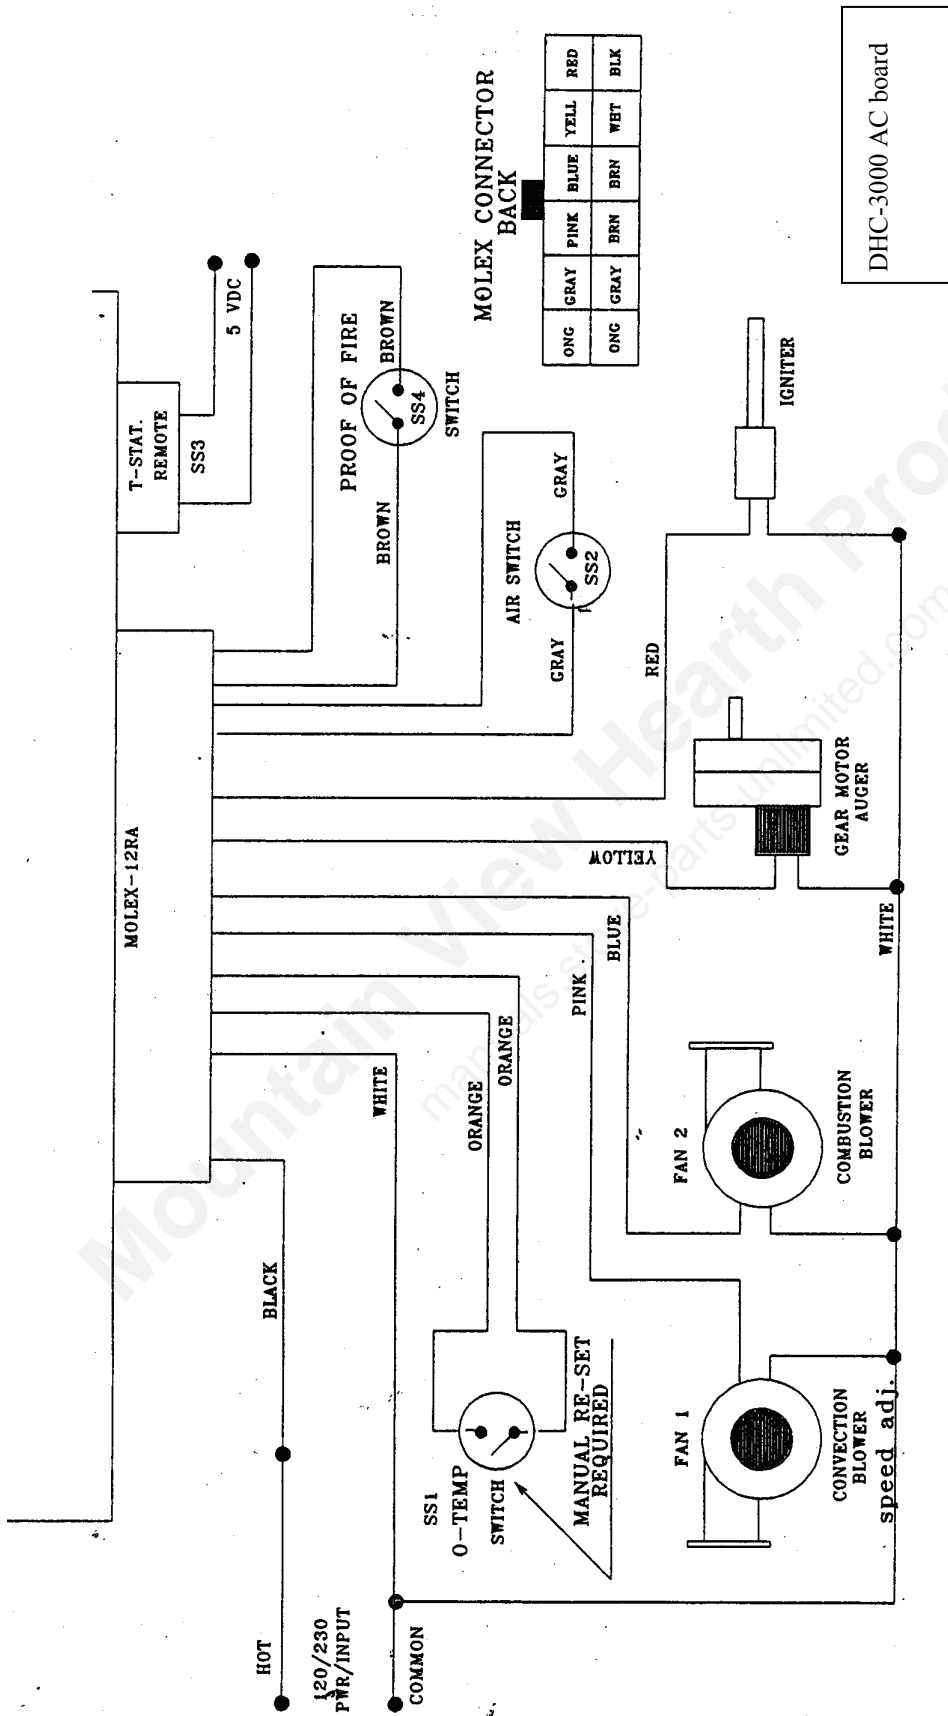 MOLEX CONNECTOR
BACK
RED
YELL
BLUE
PINK
GRAY
ONG
BLK
WHT
BRN
BRN
GRAY
ONG
DHC-3000 AC board
5 VDC
T-STAT.
REMOTE
SS3
PROOF OF FIRE
BROWN
BROWN
SS4
SWITCH
AIR SWITCH
GRAY
GRAY
SS2
IGNITER
RED
GEAR MOTOR
AUGER
YELLOW
WHITE
MOLEX-12RA
BLUE
PINK.
ORANGE
ORANGE
WHITE
BLACK
FAN 2
COMBUSTION
BLOWER
FAN 1
CONVECTION
BLOWER
speed adj.
SS1
O-TEMP
SWITCH
MANUAL RE-SET
REQUIRED
HOT
120/230
PWR/INPUT
COMMON
Mountain View Hearth Prod